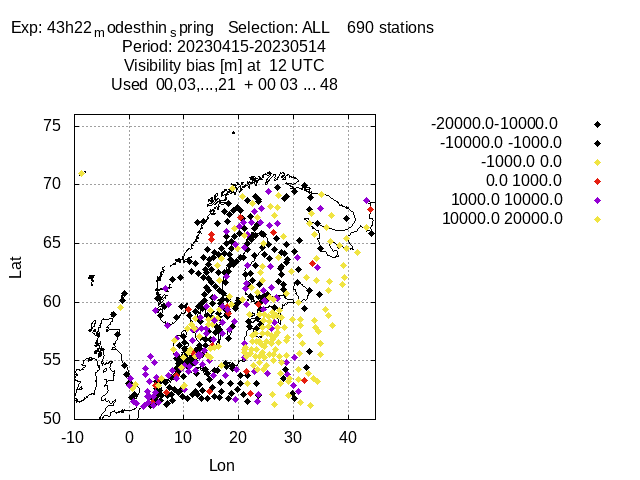 Exp: 43h22modesthinspring   Selection: ALL    690 stations
Period: 20230415-20230514
Visibility bias [m] at  12 UTC
Used  00,03,...,21  + 00 03 ... 48
-20000.0-10000.0
-10000.0 -1000.0
-1000.0 0.0
0.0 1000.0
1000.0 10000.0
10000.0 20000.0
75
70
65
60
55
50
Lat
-10 0 10 20 30 40
Lon